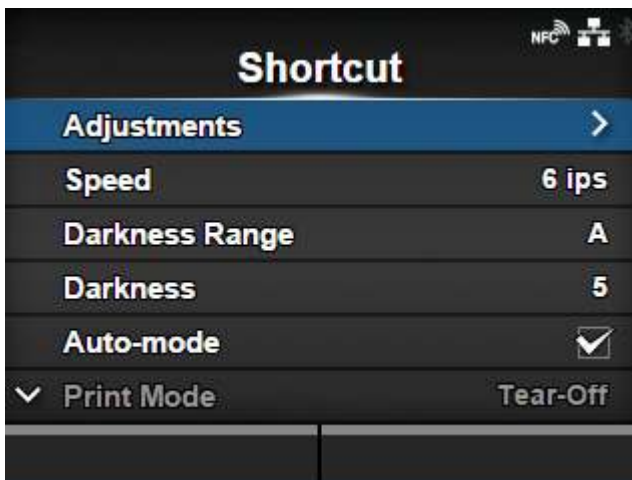 NFC
Shortcut
Adjustments
Speed 6 ips
Darkness Range A
Darkness 5
Auto-mode
Print Mode Tear-Off